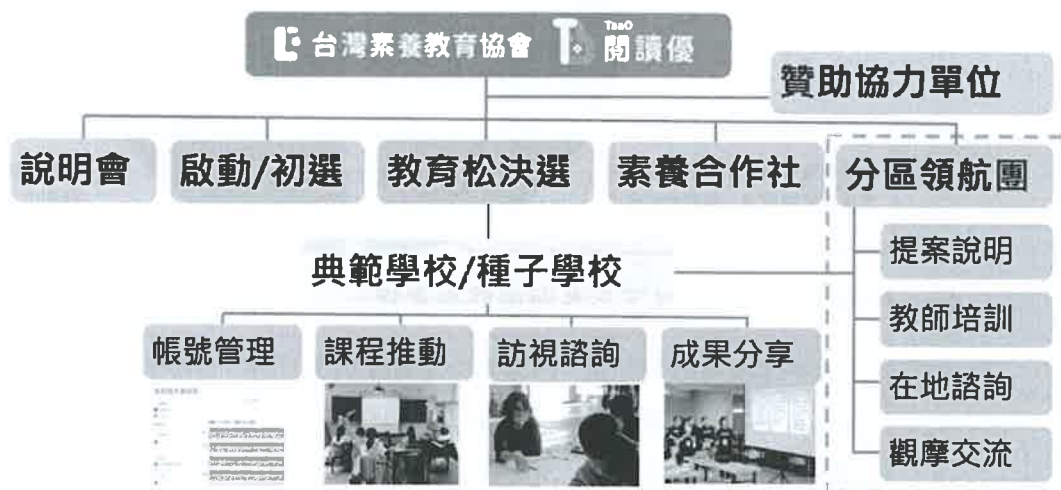 台灣素養教育協會 TaaO 閱讀優
贊助協力單位
說明會
啟動/初選
教育松決選
素養合作社
分區領航團
典範學校/種子學校
提案說明
教師培訓
在地諮詢
觀摩交流
帳號管理
課程推動
訪視諮詢
成果分享